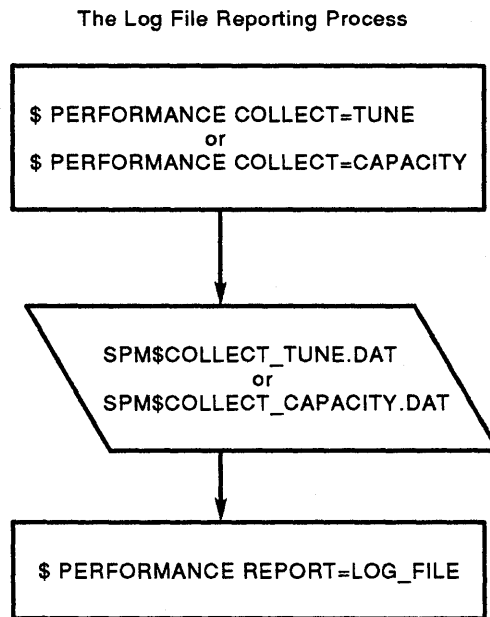 The Log File Reporting Process
$ PERFORMANCE COLLECT=TUNE
or
$ PERFORMANCE COLLECT=CAPACITY
SPM$COLLECT_TUNE.DAT
or
SPM$COLLECT_CAPACITY.DAT
$ PERFORMANCE REPORT=LOG_FILE